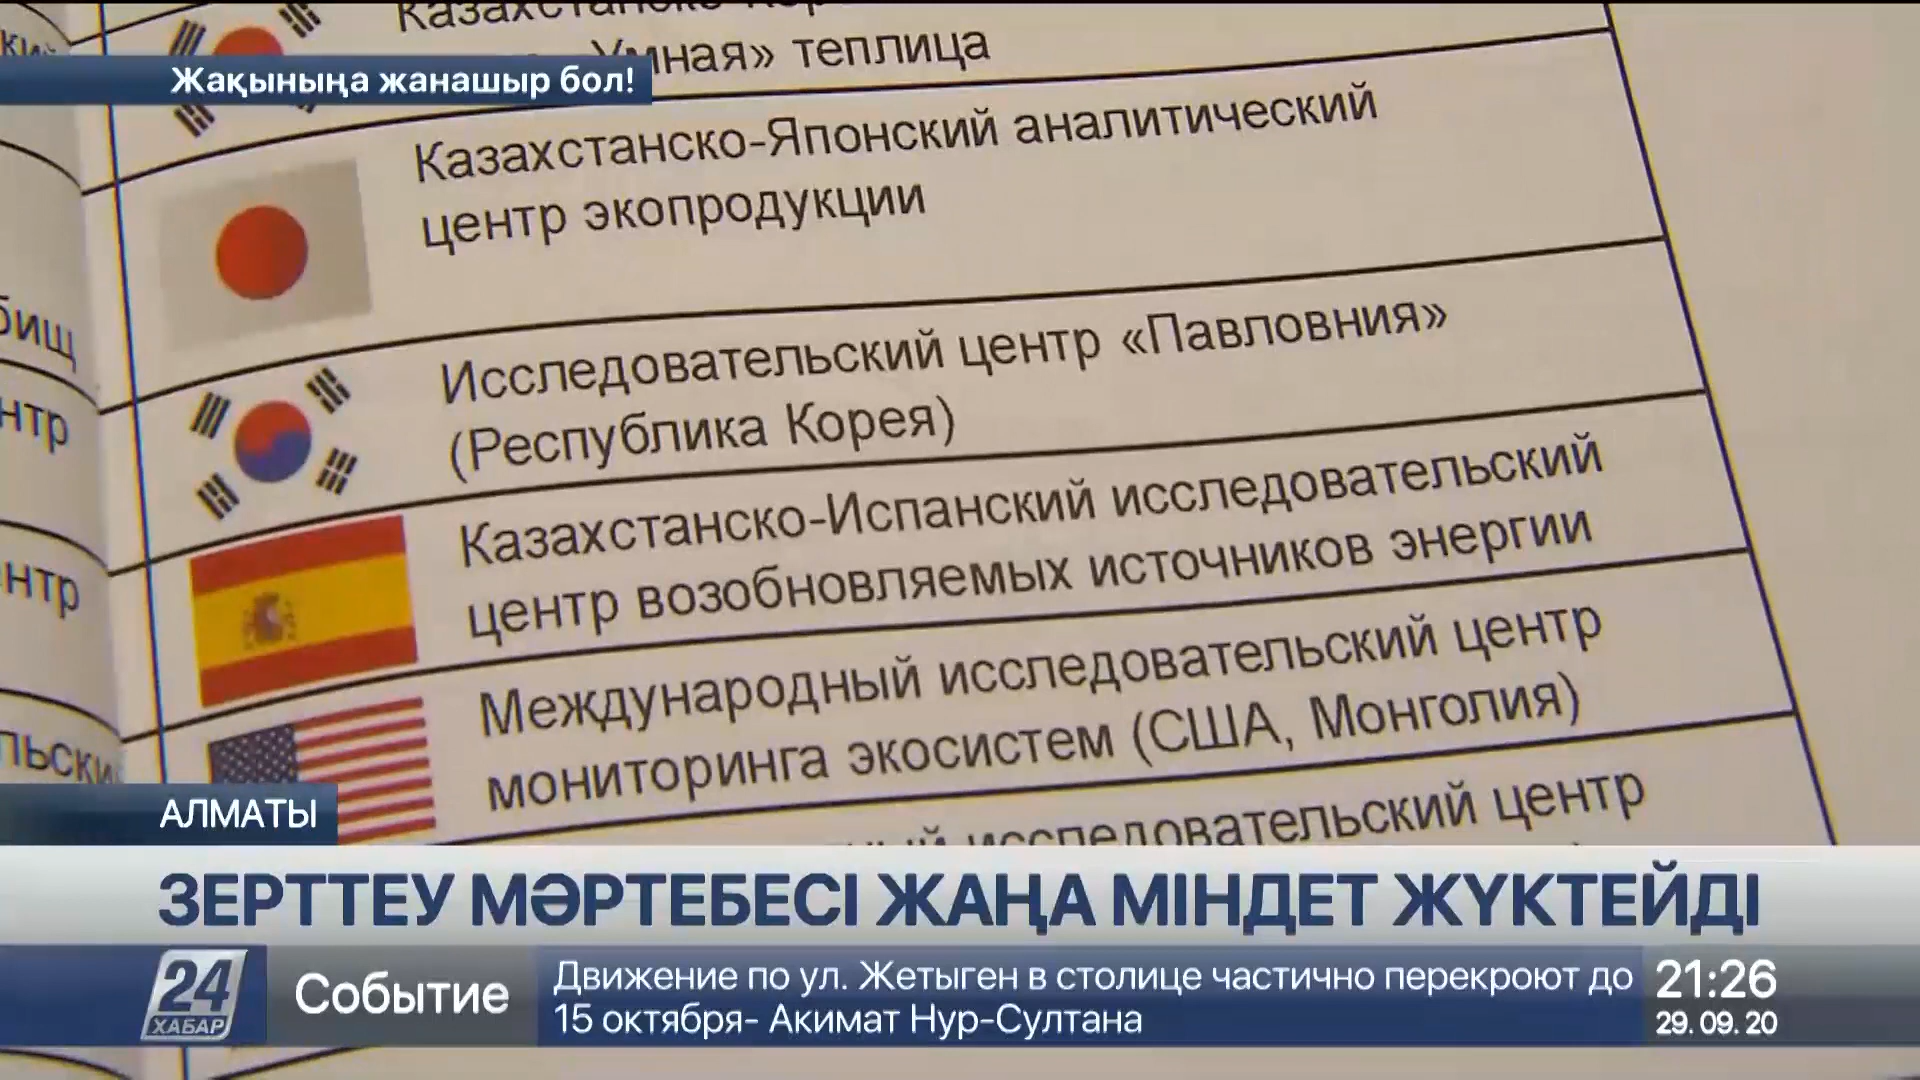 Умная» теплица
Жақыныңа жанашыр бол!
Казахстанско-Японский аналитический
центр экопродукции
Исследовательский центр «Павловния»
(Республика Корея)
Казахстанско-Испанский исследовательский
центр возобновляемых источников энергии
Международный исследовательский центр
мониторинга экосистем (США, Монголия)
исследовательский центр
бищ
нтр
нтр
АЛМАТЫ
ЗЕРТТЕУ МӘРТЕБЕСІ ЖАҢА МІНДЕТ ЖҮКТЕЙДІ
24
ХАБАР
Событие
Движение по ул. Жетыген в столице частично перекроют до
15 октября- Акимат Нур-Султана
21:26
29.09.20